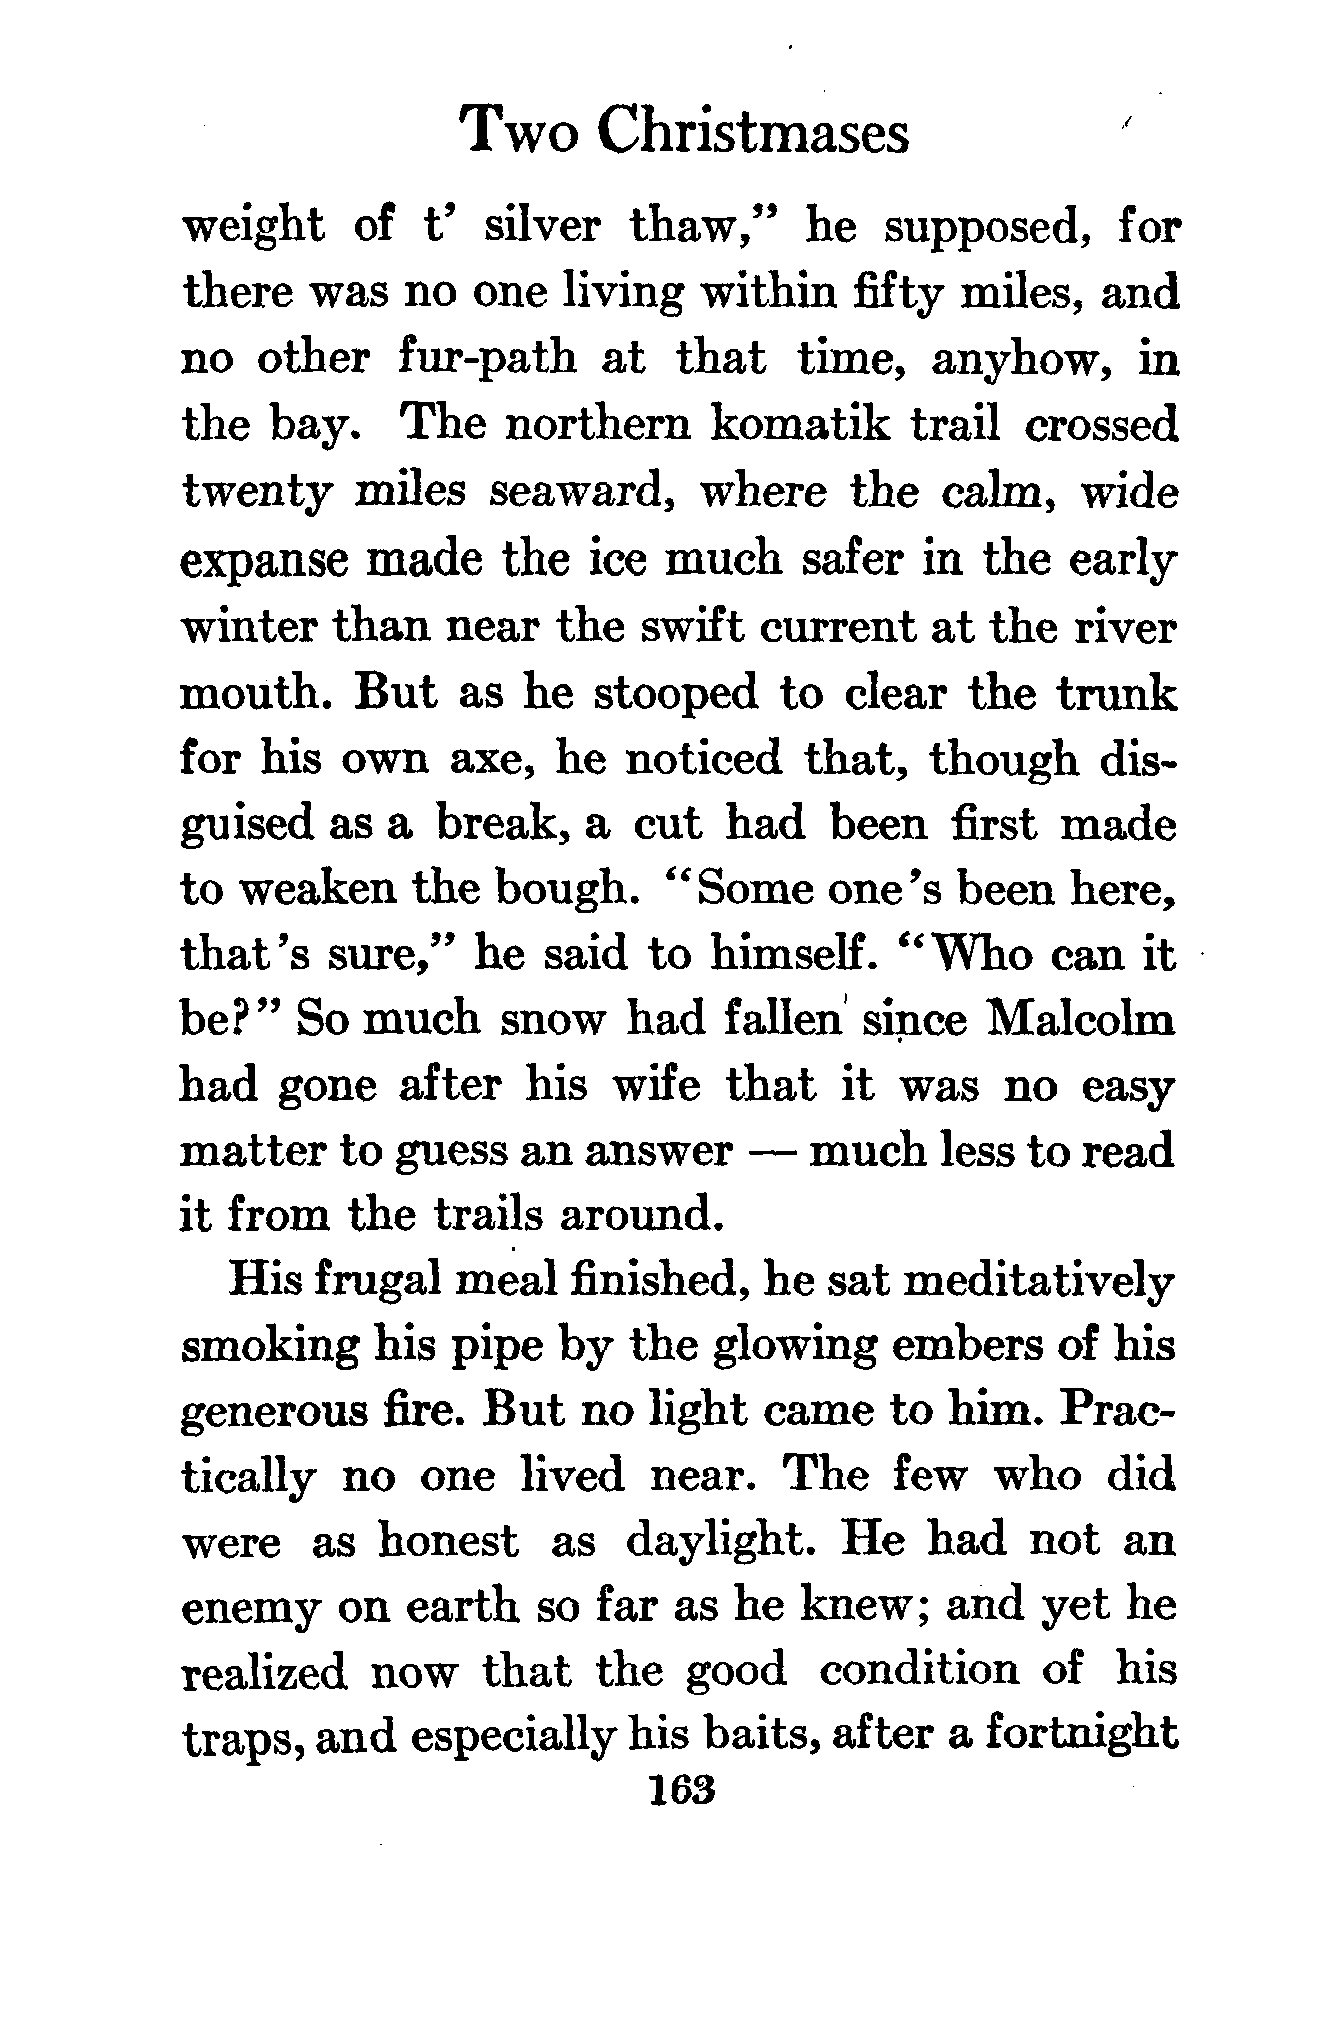 Two Christmases
weight of t' silver thaw,” he supposed, for
there was no one living within fifty miles, and
no other fur-path at that time, anyhow, in
the bay. The northern komatik trail crossed
twenty miles seaward, where the calm, wide
expanse made the ice much safer in the early
winter than near the swift current at the river
mouth. But as he stooped to clear the trunk
for his own axe, he noticed that, though dis-
guised as a break, a cut had been first made
to weaken the bough. “Some one's been here,
that's sure,” he said to himself. “Who can it
be?” So much snow had fallen since Malcolm
had gone after his wife that it was no easy
matter to guess an answer — much less to read
it from the trails around.
His frugal meal finished, he sat meditatively
smoking his pipe by the glowing embers of his
generous fire. But no light came to him. Prac-
tically no one lived near. The few who did
were as honest as daylight. He had not an
enemy on earth so far as he knew; and yet he
realized now that the good condition of his
traps, and especially his baits, after a fortnight
163